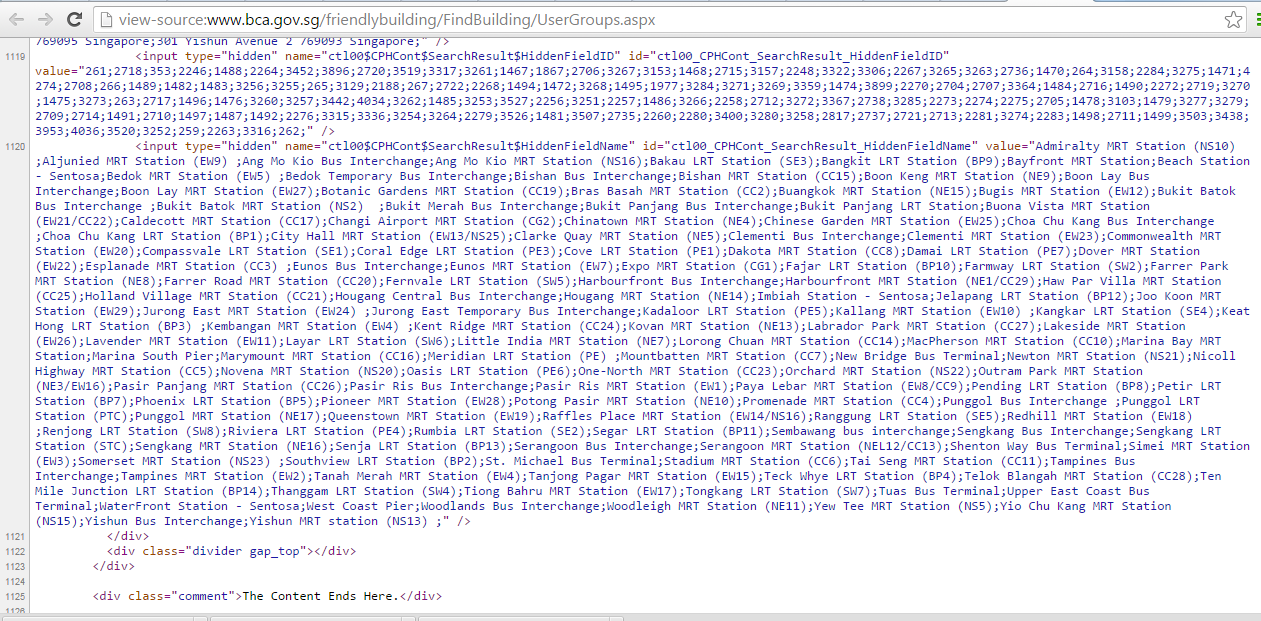 view-source:www.bca.gov.sg/friendlybuilding/FindBuilding/UserGroups.aspx
769095 Singapore;301 Yishun Avenue 2 769093 Singapore;" />
1119 <input type="hidden" name="ctl00$CPHCont$SearchResult$HiddenFieldID" id="ctl00_CPHCont_SearchResult_HiddenFieldID"
value="261;2718;353;2246;1488;2264;3452;3896;2720;3519;3317;3261;1467;1867;2706;3267;3153;1468;2715;3157;2248;3322;3306;2267;3265;3263;2736;1470;264;3158;2284;3275;1471;4
274;2708;266;1489;1482;1483;3256;3255;265;3129;2188;267;2722;2268;1494;1472;3268;1495;1977;3284;3271;3269;3359;1474;3899;2270;2704;2707;3364;1484;2716;1490;2272;2719;3270
;1475;3273;263;2717;1496;1476;3260;3257;3442;4034;3262;1485;3253;3527;2256;3251;2257;1486;3266;2258;2712;3272;3367;2738;3285;2273;2274;2275;2705;1478;3103;1479;3277;3279;
2709;2714;1491;2710;1497;1487;1492;2276;3315;3336;3254;3264;2279;3526;1481;3507;2735;2260;2280;3400;3280;3258;2817;2737;2721;2713;2281;3274;2283;1498;2711;1499;3503;3438;
3953;4036;3520;3252;259;2263;3316;262;" />
1120 <input type="hidden" name="ctl00$CPHCont$SearchResult$HiddenFieldName" id="ctl00_CPHCont_SearchResult_HiddenFieldName" value="Admiralty MRT Station (NS10)
;Aljunied MRT Station (EW9) ;Ang Mo Kio Bus Interchange;Ang Mo Kio MRT Station (NS16);Bakau LRT Station (SE3);Bangkit LRT Station (BP9);Bayfront MRT Station;Beach Station
- Sentosa;Bedok MRT Station (EW5) ;Bedok Temporary Bus Interchange;Bishan Bus Interchange;Bishan MRT Station (CC15);Boon Keng MRT Station (NE9);Boon Lay Bus
Interchange;Boon Lay MRT Station (EW27);Botanic Gardens MRT Station (CC19);Bras Basah MRT Station (CC2);Buangkok MRT Station (NE15);Bugis MRT Station (EW12);Bukit Batok
Bus Interchange ;Bukit Batok MRT Station (NS2)  ;Bukit Merah Bus Interchange;Bukit Panjang Bus Interchange;Bukit Panjang LRT Station;Buona Vista MRT Station
(EW21/CC22);Caldecott MRT Station (CC17);Changi Airport MRT Station (CG2);Chinatown MRT Station (NE4);Chinese Garden MRT Station (EW25);Choa Chu Kang Bus Interchange
;Choa Chu Kang LRT Station (BP1);City Hall MRT Station (EW13/NS25);Clarke Quay MRT Station (NE5);Clementi Bus Interchange;Clementi MRT Station (EW23);Commonwealth MRT
Station (EW20);Compassvale LRT Station (SE1);Coral Edge LRT Station (PE3);Cove LRT Station (PE1);Dakota MRT Station (CC8);Damai LRT Station (PE7);Dover MRT Station
(EW22);Esplanade MRT Station (CC3) ;Eunos Bus Interchange;Eunos MRT Station (EW7);Expo MRT Station (CG1);Fajar LRT Station (BP10);Farmway LRT Station (SW2);Farrer Park
MRT Station (NE8);Farrer Road MRT Station (CC20);Fernvale LRT Station (SW5);Harbourfront Bus Interchange;Harbourfront MRT Station (NE1/CC29);Haw Par Villa MRT Station
(CC25);Holland Village MRT Station (CC21);Hougang Central Bus Interchange;Hougang MRT Station (NE14);Imbiah Station - Sentosa;Jelapang LRT Station (BP12);Joo Koon MRT
Station (EW29);Jurong East MRT Station (EW24) ;Jurong East Temporary Bus Interchange;Kadaloor LRT Station (PE5);Kallang MRT Station (EW10) ;Kangkar LRT Station (SE4);Keat
Hong LRT Station (BP3) ;Kembangan MRT Station (EW4) ;Kent Ridge MRT Station (CC24);Kovan MRT Station (NE13);Labrador Park MRT Station (CC27);Lakeside MRT Station
(EW26);Lavender MRT Station (EW11);Layar LRT Station (SW6);Little India MRT Station (NE7);Lorong Chuan MRT Station (CC14);MacPherson MRT Station (CC10);Marina Bay MRT
Station;Marina South Pier;Marymount MRT Station (CC16);Meridian LRT Station (PE) ;Mountbatten MRT Station (CC7);New Bridge Bus Terminal;Newton MRT Station (NS21);Nicoll
Highway MRT Station (CC5);Novena MRT Station (NS20);Oasis LRT Station (PE6);One-North MRT Station (CC23);Orchard MRT Station (NS22);Outram Park MRT Station
(NE3/EW16);Pasir Panjang MRT Station (CC26);Pasir Ris Bus Interchange;Pasir Ris MRT Station (EW1);Paya Lebar MRT Station (EW8/CC9);Pending LRT Station (BP8);Petir LRT
Station (BP7);Phoenix LRT Station (BP5);Pioneer MRT Station (EW28);Potong Pasir MRT Station (NE10);Promenade MRT Station (CC4);Punggol Bus Interchange ;Punggol LRT
Station (PTC);Punggol MRT Station (NE17);Queenstown MRT Station (EW19);Raffles Place MRT Station (EW14/NS16);Ranggung LRT Station (SE5);Redhill MRT Station (EW18)
;Renjong LRT Station (SW8);Riviera LRT Station (PE4);Rumbia LRT Station (SE2);Segar LRT Station (BP11);Sembawang bus interchange;Sengkang Bus Interchange;Sengkang LRT
Station (STC);Sengkang MRT Station (NE16);Senja LRT Station (BP13);Serangoon Bus Interchange;Serangoon MRT Station (NEL12/CC13);Shenton Way Bus Terminal;Simei MRT Station
(EW3);Somerset MRT Station (NS23) ;Southview LRT Station (BP2);St. Michael Bus Terminal;Stadium MRT Station (CC6);Tai Seng MRT Station (CC11);Tampines Bus
Interchange;Tampines MRT Station (EW2);Tanah Merah MRT Station (EW4);Tanjong Pagar MRT Station (EW15);Teck Whye LRT Station (BP4);Telok Blangah MRT Station (CC28);Ten
Mile Junction LRT Station (BP14);Thanggam LRT Station (SW4);Tiong Bahru MRT Station (EW17);Tongkang LRT Station (SW7);Tuas Bus Terminal;Upper East Coast Bus
Terminal;WaterFront Station - Sentosa;West Coast Pier;Woodlands Bus Interchange;Woodleigh MRT Station (NE11);Yew Tee MRT Station (NS5);Yio Chu Kang MRT Station
(NS15);Yishun Bus Interchange;Yishun MRT station (NS13) ;" />
1121 </div>
1122 <div class="divider gap_top"></div>
1123 </div>
1124
1125 <div class="comment">The Content Ends Here.</div>
1126